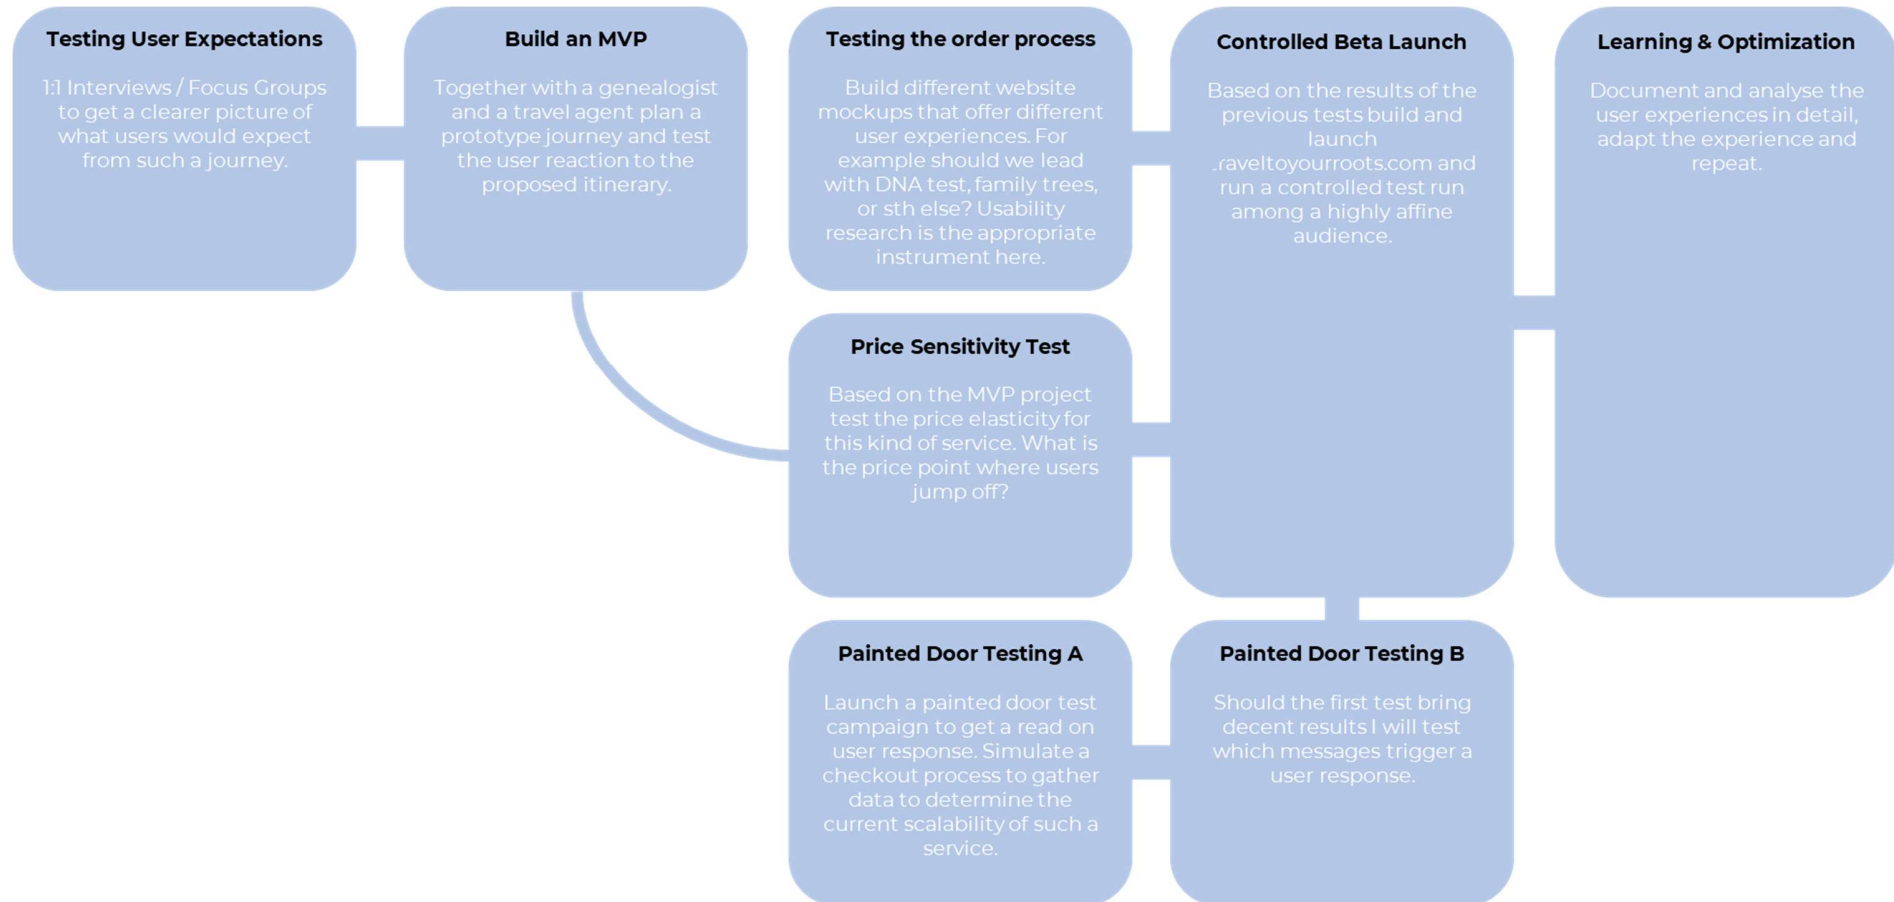 Testing User Expectations
1:1 Interviews / Focus Groups
to get a clearer picture of
what users would expect
from such a journey.
Build an MVP
Together with a genealogist
and a travel agent plan a
prototype journey and test
the user reaction to the
proposed itinerary.
Testing the order process
Build different website
mockups that offer different
user experiences. For
example should we lead
with DNA test, family trees,
or sth else? Usability
research is the appropriate
instrument here.
Controlled Beta Launch
Based on the results of the
previous tests build and
launch
.raveltoyourroots.com and
run a controlled test run
among a highly affine
audience.
Learning & Optimization
Document and analyse the
user experiences in detail,
adapt the experience and
repeat.
Price Sensitivity Test
Based on the MVP project
test the price elasticity for
this kind of service. What is
the price point where users
jump off?
Painted Door Testing A
Launch a painted door test
campaign to get a read on
user response. Simulate a
checkout process to gather
data to determine the
current scalability of such a
service.
Painted Door Testing B
Should the first test bring
decent results I will test
which messages trigger a
user response.